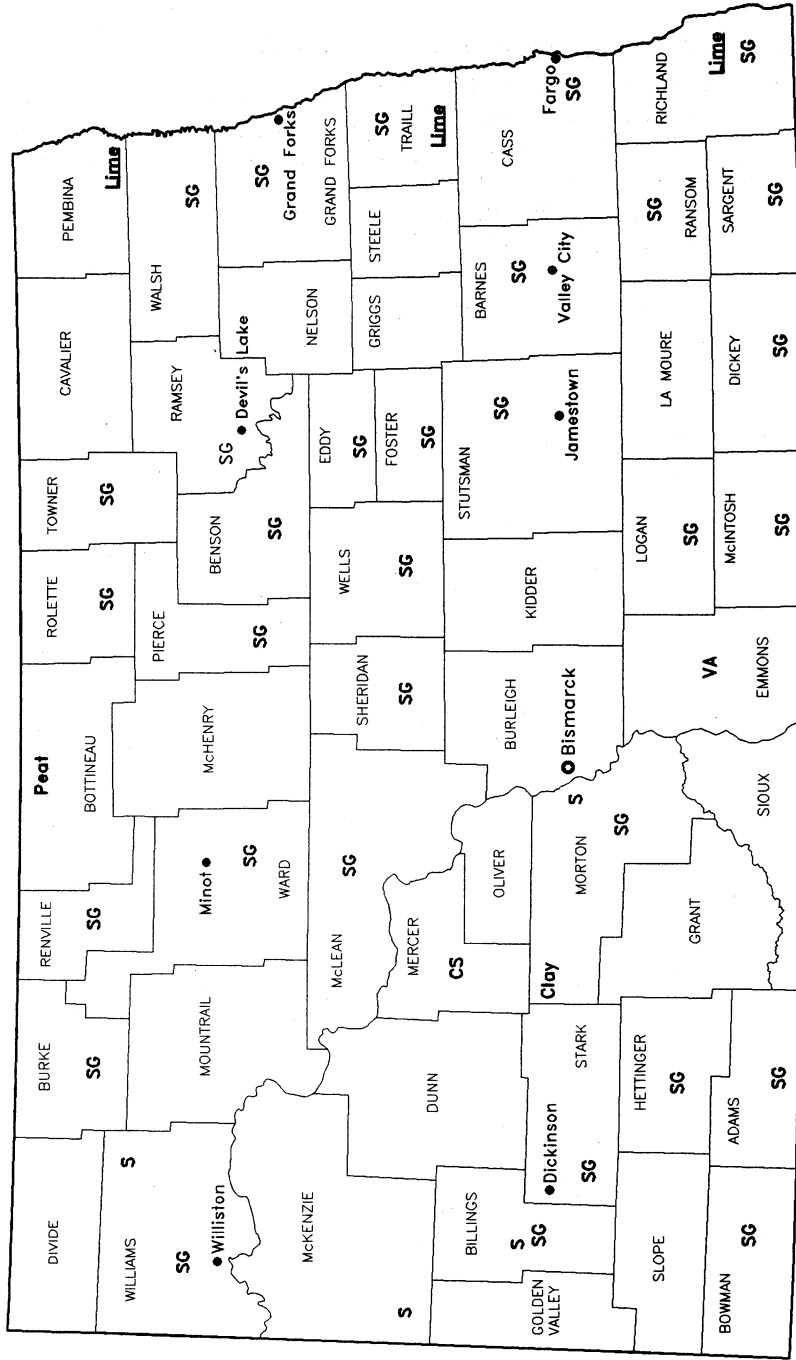 DIVIDE
BURKE
SG
RENVILLE
SG
Peat
BOTTINEAU
ROLETTE
SG
TOWNER
SG
CAVALIER
PEMBINA
Lime
WILLIAMS
S
SG
Williston
MOUNTRAIL
Minot
SG
WARD
McHENRY
PIERCE
SG
BENSON
SG
RAMSEY
SG
Devil's Lake
WALSH
SG
NELSON
SG
Grand Forks
GRAND FORKS
McKENZIE
S
DUNN
McLEAN
SG
MERCER
CS
OLIVER
SHERIDAN
SG
WELLS
SG
EDDY
SG
FOSTER
SG
GRIGGS
STEELE
SG
TRAILL
Lime
GOLDEN
VALLEY
BILLINGS
S
SG
Dickinson
SG
STARK
Clay
MORTON
S
SG
BURLEIGH
Bismarck
KIDDER
STUTSMAN
SG
Jamestown
BARNES
SG
Valley City
CASS
Fargo
SG
SLOPE
HETTINGER
SG
GRANT
SIOUX
VA
EMMONS
LOGAN
SG
LA MOURE
SG
RANSOM
RICHLAND
Lime
SG
BOWMAN
SG
ADAMS
SG
McINTOSH
SG
DICKEY
SG
SARGENT
SG